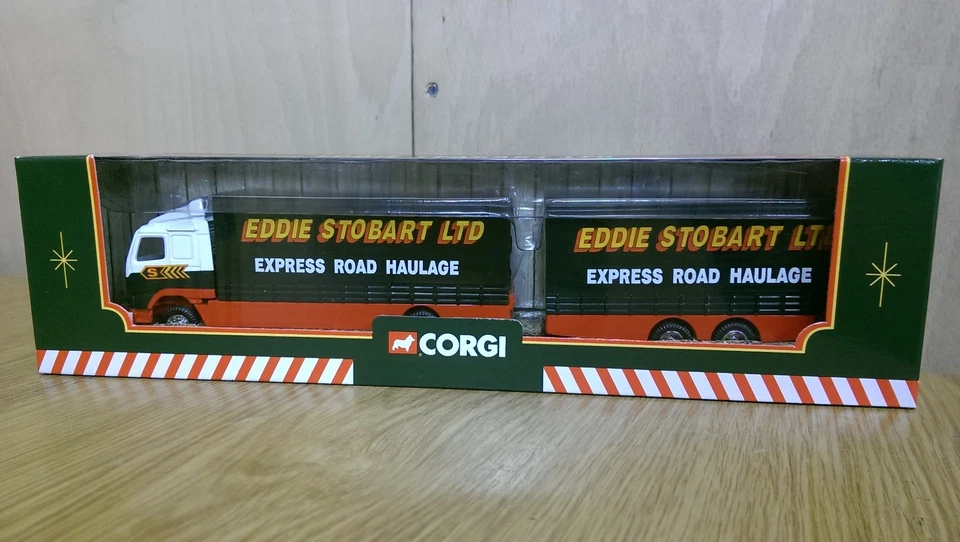 EDDIE STOBART LTD
EXPRESS ROAD HAULAGE
S
EDDIE STOBART LT
EXPRESS ROAD HAULAGE
CORGI